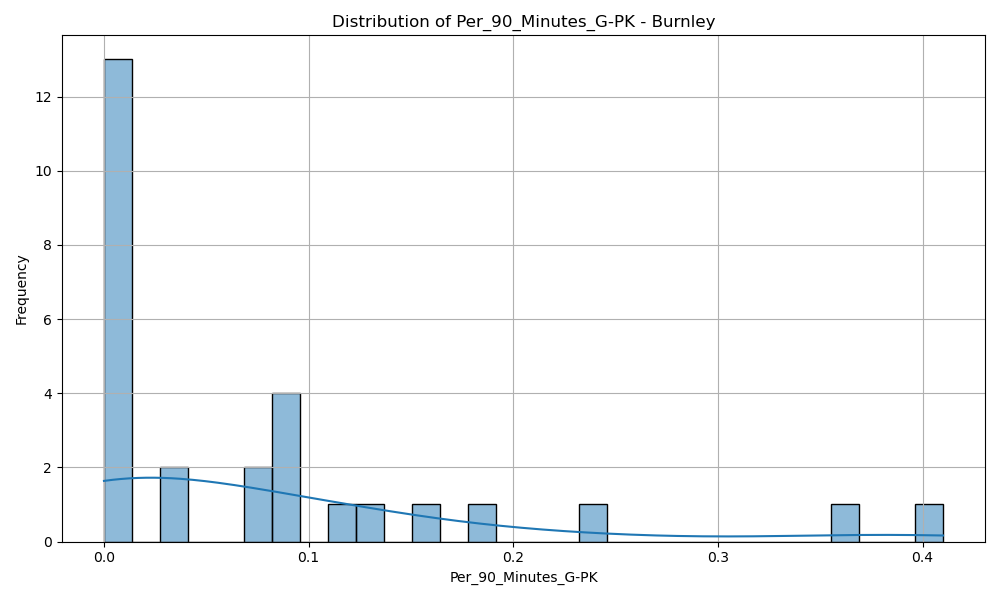 Distribution of Per_90_Minutes_G-PK - Burnley
Frequency
12
10
8
6
4
2
0
0.0 0.1 0.2 0.3 0.4
Per_90_Minutes_G-PK